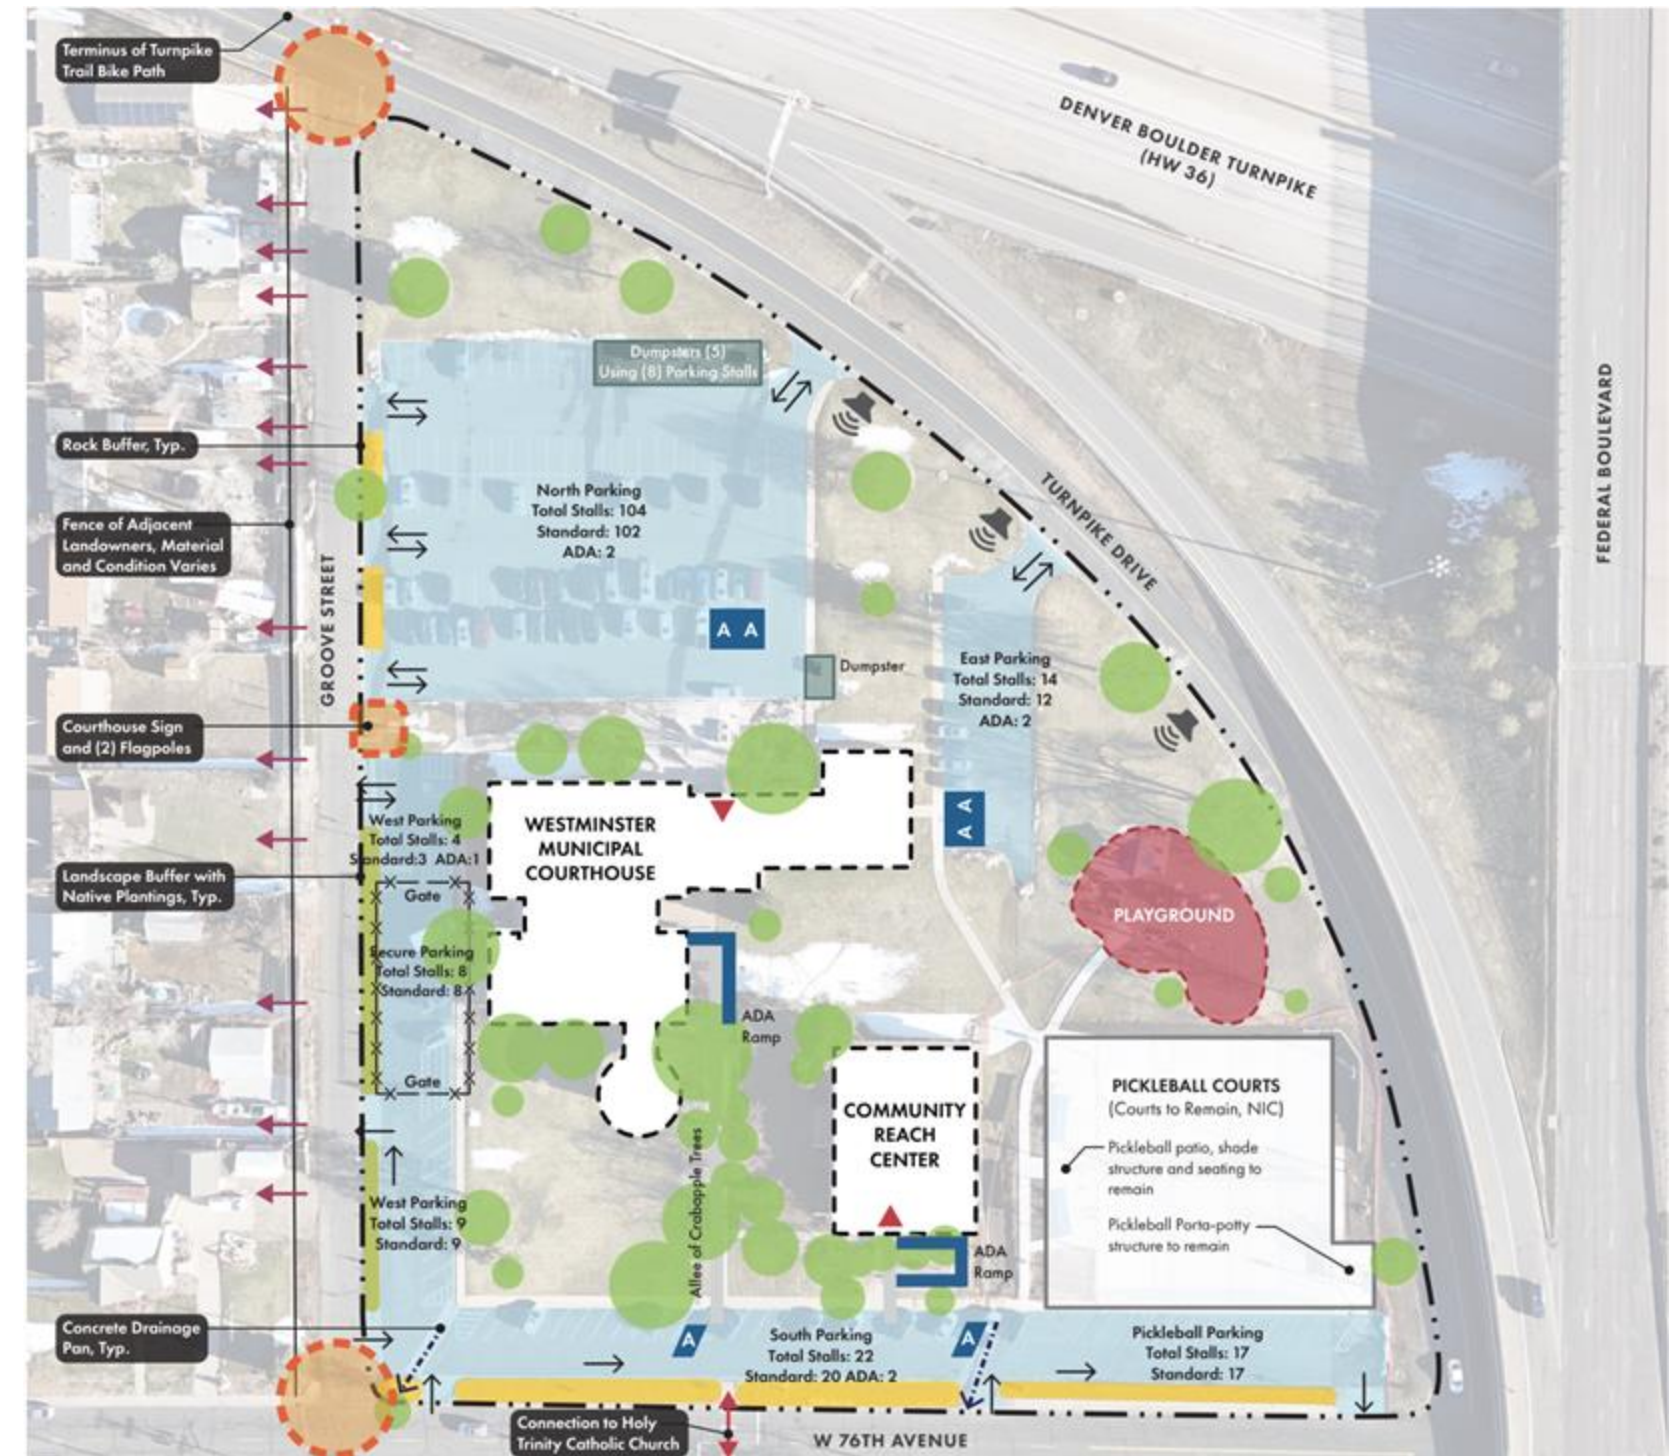 Terminus of Turnpike
Trail Bike Path
DENVER BOULDER TURNPIKE
(HW 36)
Dumpsters (5)
Using (8) Parking Stalls
Rock Buffer, Typ.
North Parking
Total Stalls: 104
Standard: 102
ADA: 2
Fence of Adjacent
Landowners, Material
and Condition Varies
GROOVE STREET
TURNPIKE DRIVE
FEDERAL BOULEVARD
A A
Dumpster
East Parking
Total Stalls: 14
Standard: 12
ADA: 2
Courthouse Sign
and (2) Flagpoles
West Parking
Total Stalls: 4
Standard:3 ADA:1
WESTMINSTER
MUNICIPAL
COURTHOUSE
A A
Landscape Buffer with
Native Plantings, Typ.
Gate
PLAYGROUND
Secure Parking
Total Stalls: 8
Standard: 8
ADA
Ramp
Gate
COMMUNITY
REACH
CENTER
PICKLEBALL COURTS
(Courts to Remain, NIC)
Pickleball patio, shade
structure and seating to
remain
Pickleball Porta-potty
structure to remain
Allee of Crabapple Trees
West Parking
Total Stalls: 9
Standard: 9
ADA
Ramp
Concrete Drainage
Pan, Typ.
A
South Parking
Total Stalls: 22
Standard: 20 ADA: 2
A
Pickleball Parking
Total Stalls: 17
Standard: 17
Connection to Holy
Trinity Catholic Church
W 76TH AVENUE